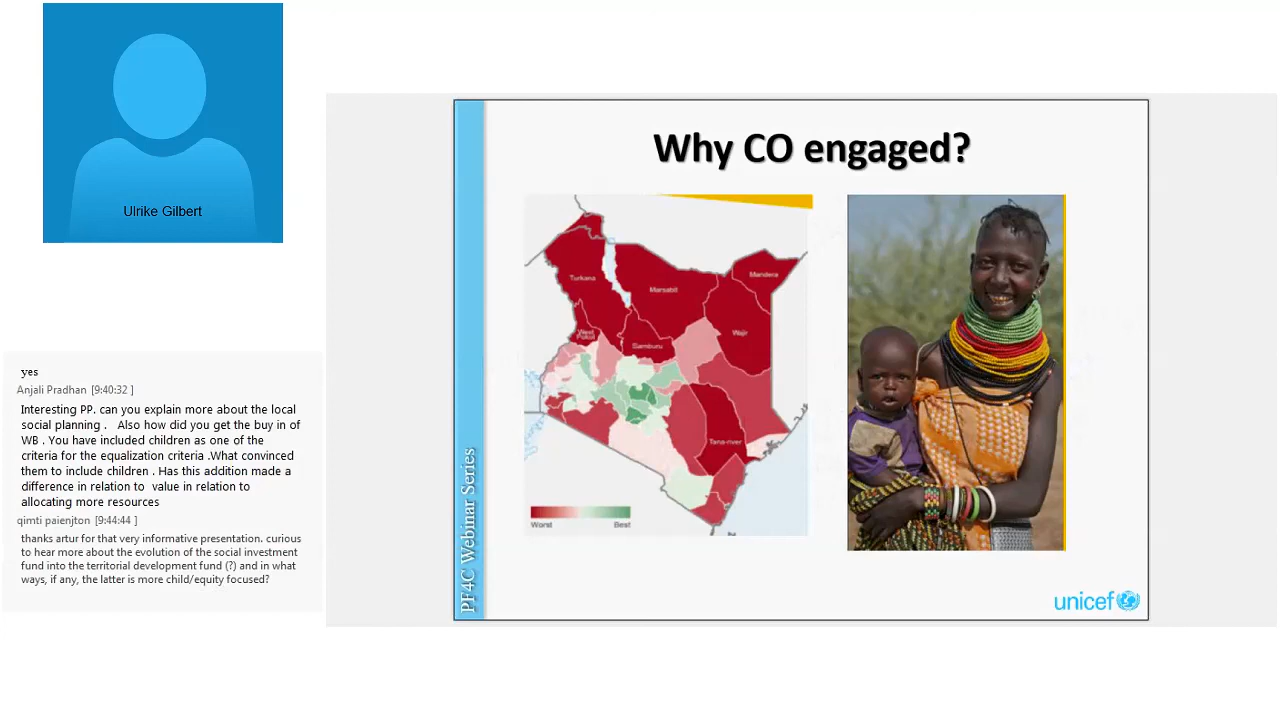 Ulrike Gilbert
yes
Anjali Pradhan [9:40:32 ]
Interesting PP. can you explain more about the local
social planning . Also how did you get the buy in of
WB . You have included children as one of the
criteria for the equalization criteria .What convinced
them to include children . Has this addition made a
difference in relation to value in relation to
allocating more resources
qimti paienjton [9:44:44 ]
thanks artur for that very informative presentation. curious
to hear more about the evolution of the social investment
fund into the territorial development fund (?) and in what
ways, if any, the latter is more child/equity focused?
PF4C Webinar Series
Why CO engaged?
Turkana
Marsabit
Mandera
West
Pokot
Samburu
Wajir
Tana-river
Worst
Best
unicef